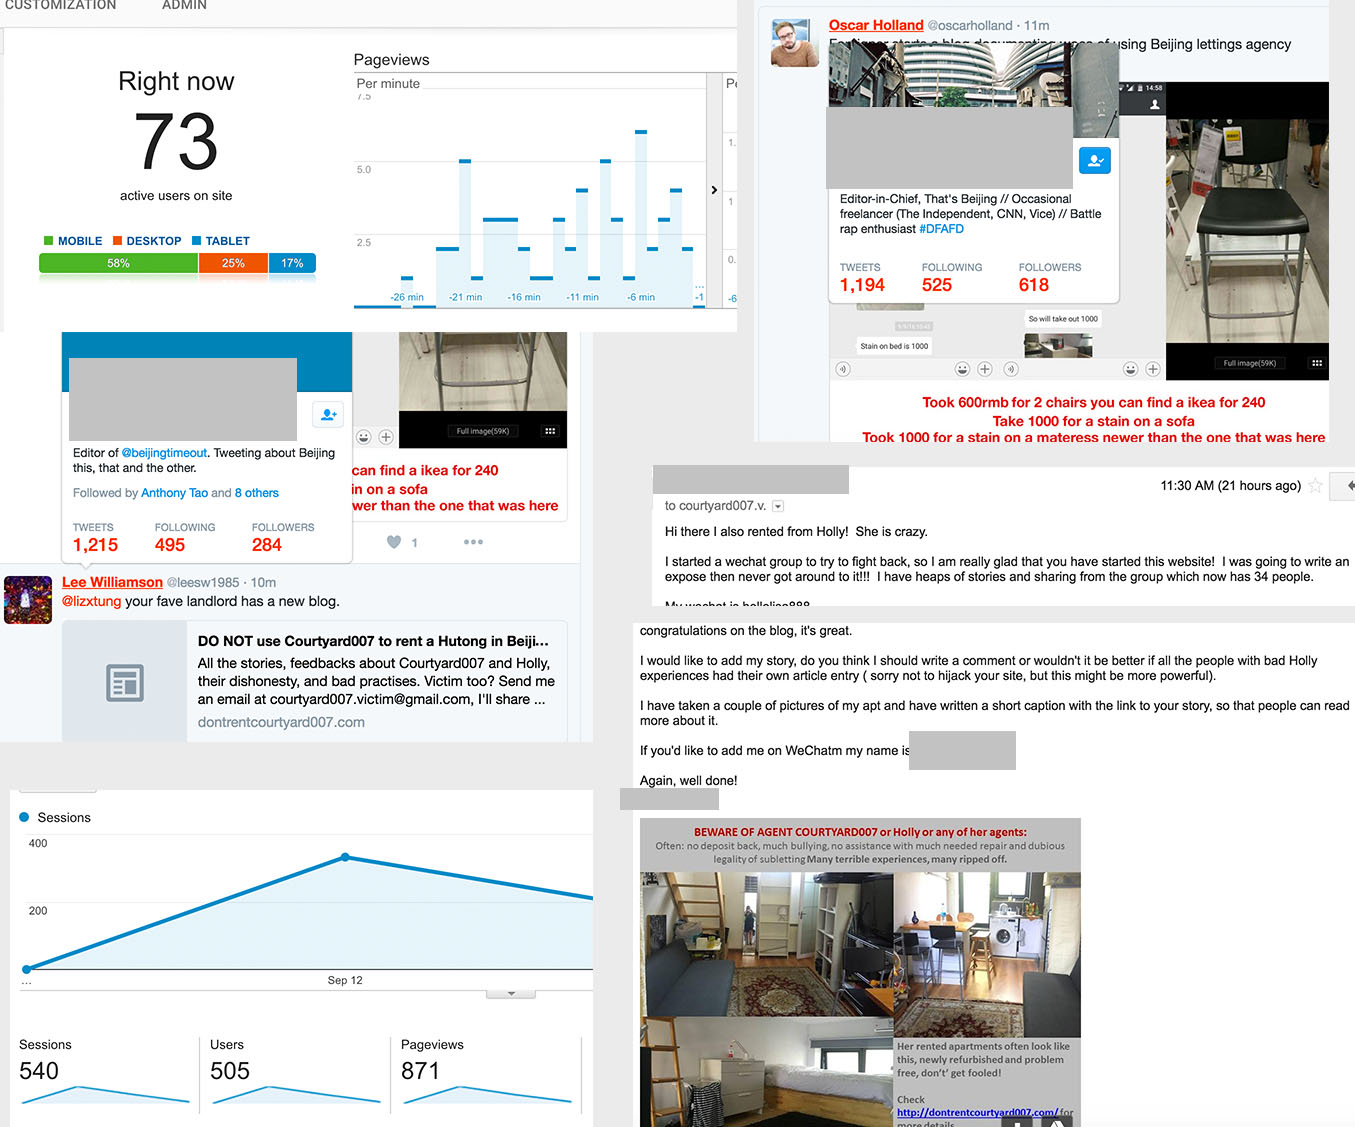 CUSTOMIZATION ADMIN
Right now
73
active users on site
MOBILE DESKTOP TABLET
58% 25% 17%
Pageviews
Per minute
7.5
5.0
2.5
-26 min -21 min -16 min -11 min -6 min -1
...
1.
1
0.
-6
Oscar Holland @oscarholland · 11m
using Beijing lettings agency
14:58
Editor-in-Chief, That's Beijing // Occasional
freelancer (The Independent, CNN, Vice) // Battle
rap enthusiast #DFAFD
TWEETS FOLLOWING FOLLOWERS
1,194 525 618
So will take out 1000
Stain on bed is 1000
Full image(59K)
Took 600rmb for 2 chairs you can find a ikea for 240
Take 1000 for a stain on a sofa
Took 1000 for a stain on a materess newer than the one that was here
Editor of @beijingtimeout. Tweeting about Beijing
this, that and the other.
Followed by Anthony Tao and 8 others
TWEETS FOLLOWING FOLLOWERS
1,215 495 284
Full image(59K)
can find a ikea for 240
in on a sofa
wer than the one that was here
1
Lee Williamson @leesw1985 · 10m
@lizxtung your fave landlord has a new blog.
DO NOT use Courtyard007 to rent a Hutong in Beiji...
All the stories, feedbacks about Courtyard007 and Holly,
their dishonesty, and bad practises. Victim too? Send me
an email at courtyard007.victim@gmail.com, I'll share ...
dontrentcourtyard007.com
11:30 AM (21 hours ago)
to courtyard007.v.
Hi there I also rented from Holly! She is crazy.
I started a wechat group to try to fight back, so I am really glad that you have started this website! I was going to write an
expose then never got around to it!!! I have heaps of stories and sharing from the group which now has 34 people.
My wechat is
congratulations on the blog, it's great.
I would like to add my story, do you think I should write a comment or wouldn't it be better if all the people with bad Holly
experiences had their own article entry ( sorry not to hijack your site, but this might be more powerful).
I have taken a couple of pictures of my apt and have written a short caption with the link to your story, so that people can read
more about it.
If you'd like to add me on WeChatm my name is
Again, well done!
BEWARE OF AGENT COURTYARD007 or Holly or any of her agents:
Often: no deposit back, much bullying, no assistance with much needed repair and dubious
legality of subletting Many terrible experiences, many ripped off.
Her rented apartments often look like
this, newly refurbished and problem
free, don't' get fooled!
Check
http://dontrentcourtyard007.com/ for
more details
Sessions
400
200
...
Sep 12
Sessions Users Pageviews
540 505 871